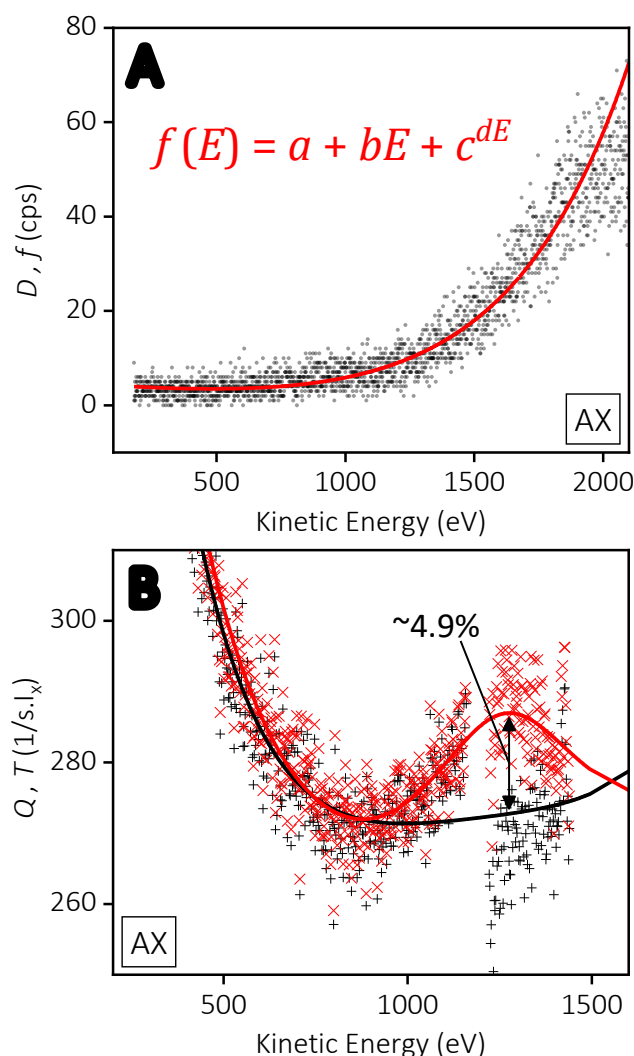 80
A
60
f (E) = a + bE + c^{dE}
40
20
0
D , f (cps)
AX
500 1000 1500 2000
Kinetic Energy (eV)
B
~4.9%
300
280
260
Q , T (1/s.I_x)
AX
500 1000 1500
Kinetic Energy (eV)